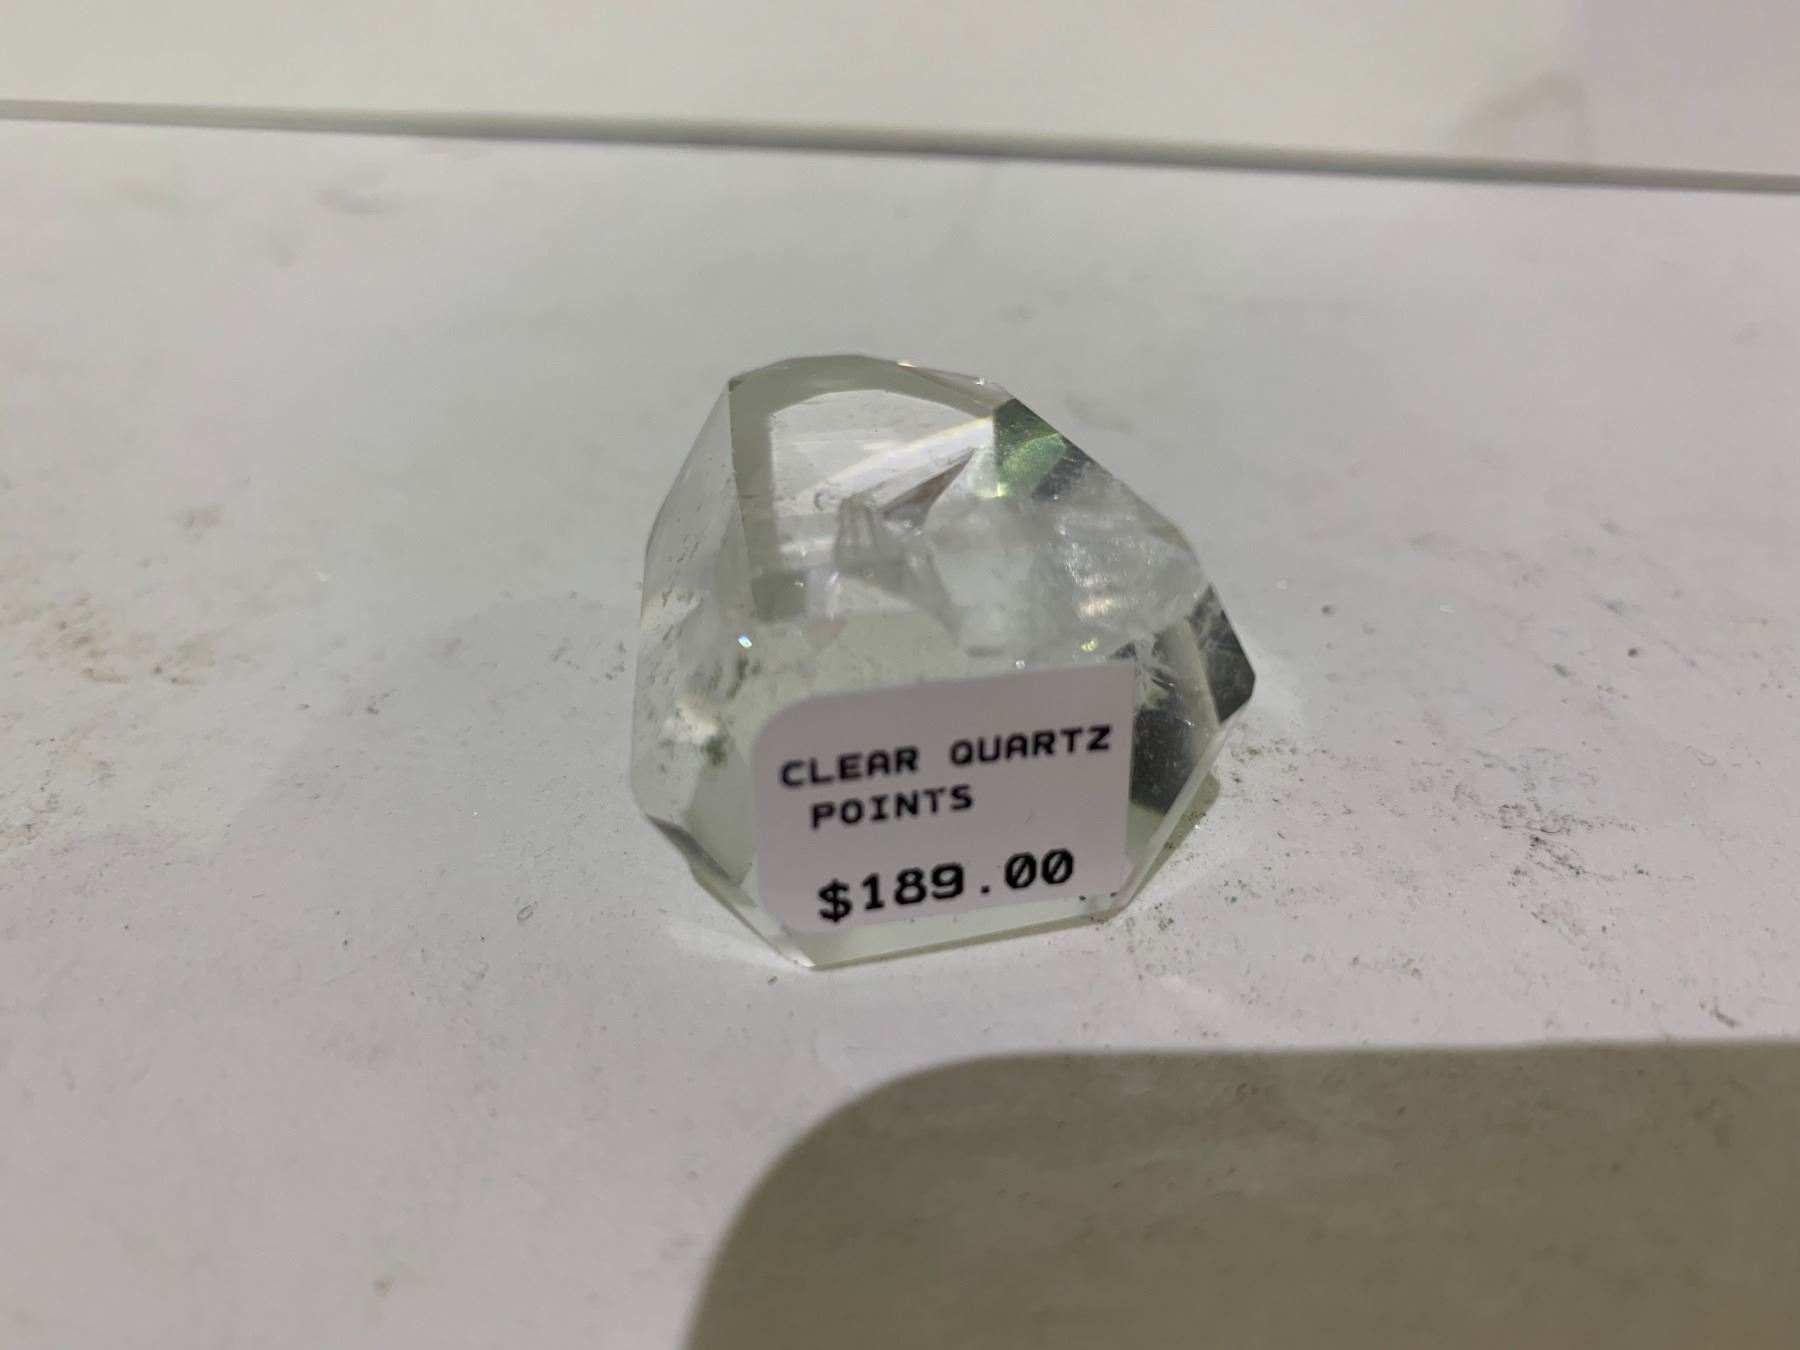 CLEAR QUARTZ
POINTS
$189.00